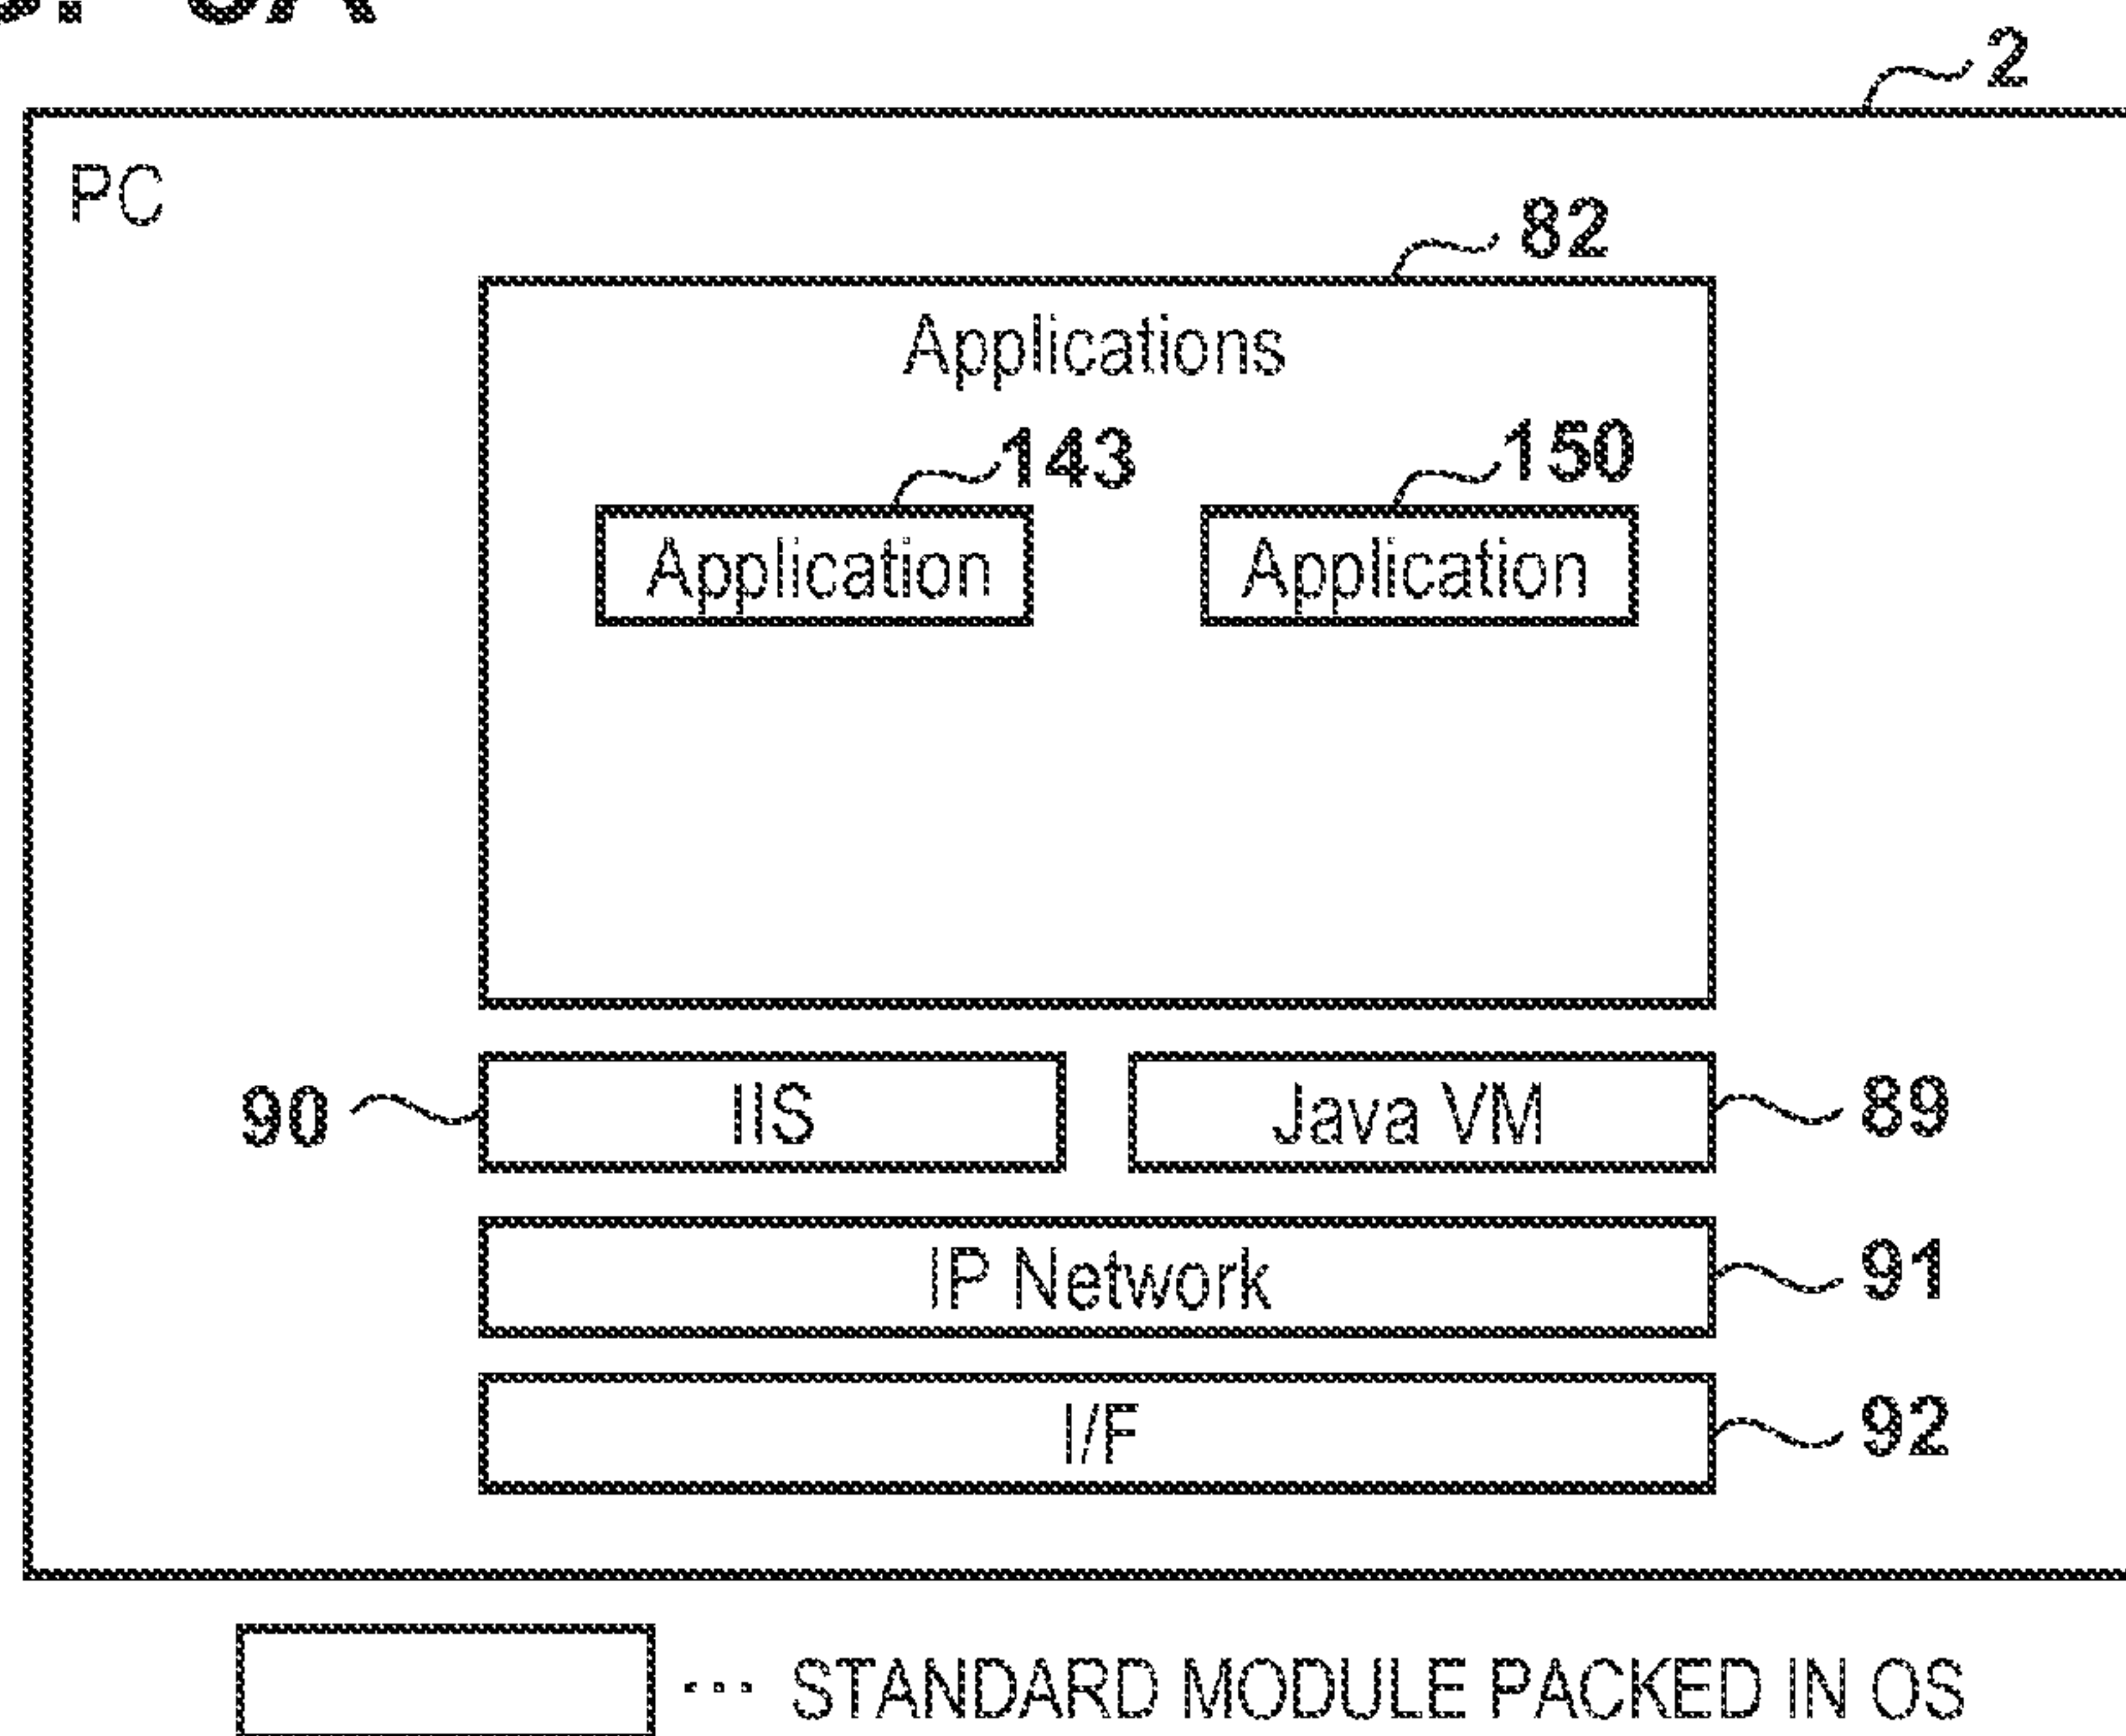 2
PC
82
Applications
143
150
Application
Application
90
IIS
Java VM
89
IP Network
91
I/F
92
... STANDARD MODULE PACKED IN OS